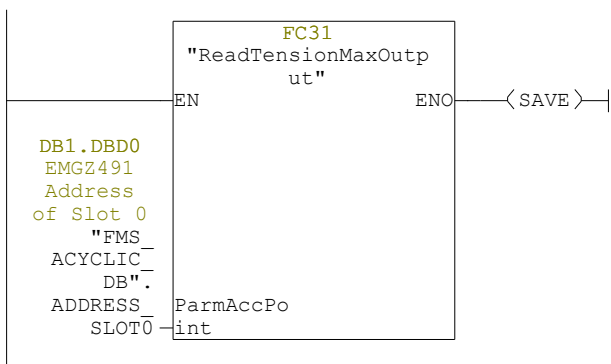 FC31
"ReadTensionMaxOutp
ut"
EN
ENO
SAVE
DB1.DBD0
EMGZ491
Address
of Slot 0
"FMS_
ACYCLIC_
DB".
ADDRESS_
SLOT0
ParmAccPo
int